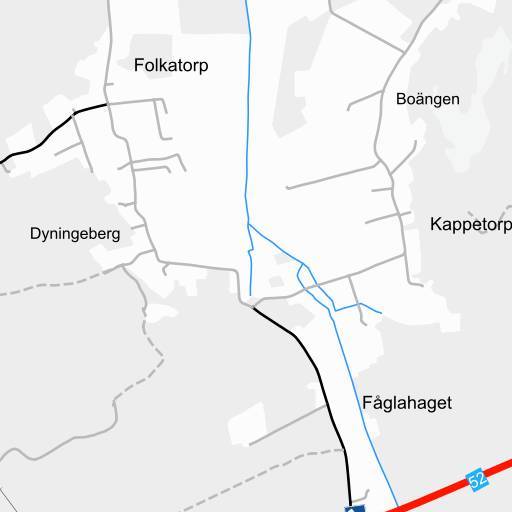 Folkatorp
Boängen
Kappetorp
Dyningeberg
Fåglahaget
52